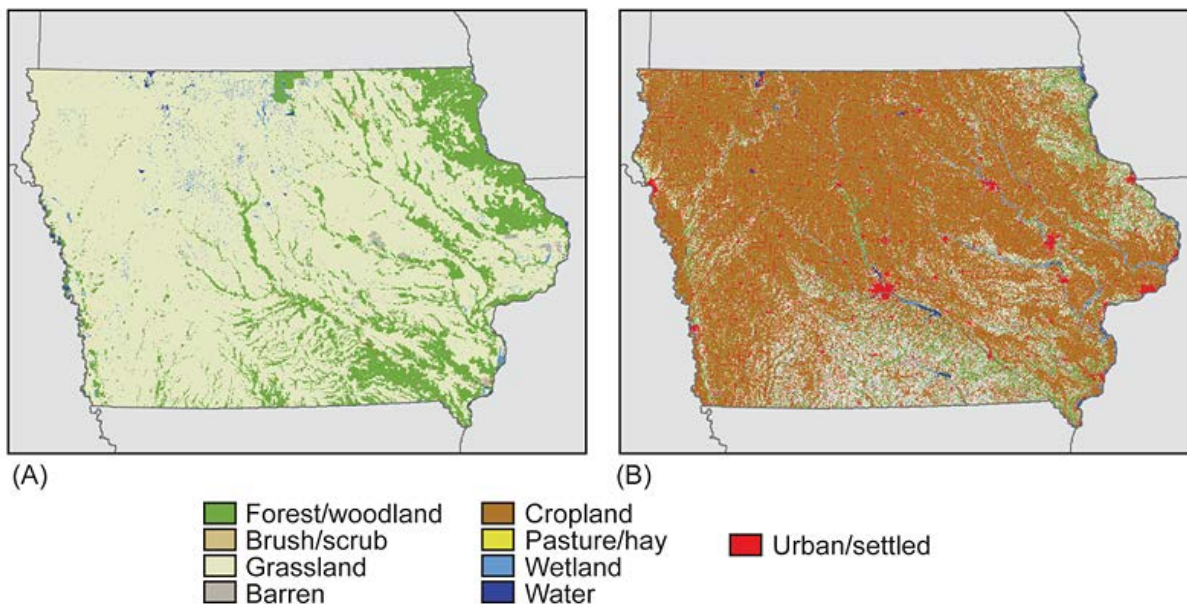 (A)
(B)
Forest/woodland
Brush/scrub
Grassland
Barren
Cropland
Pasture/hay
Wetland
Water
Urban/settled